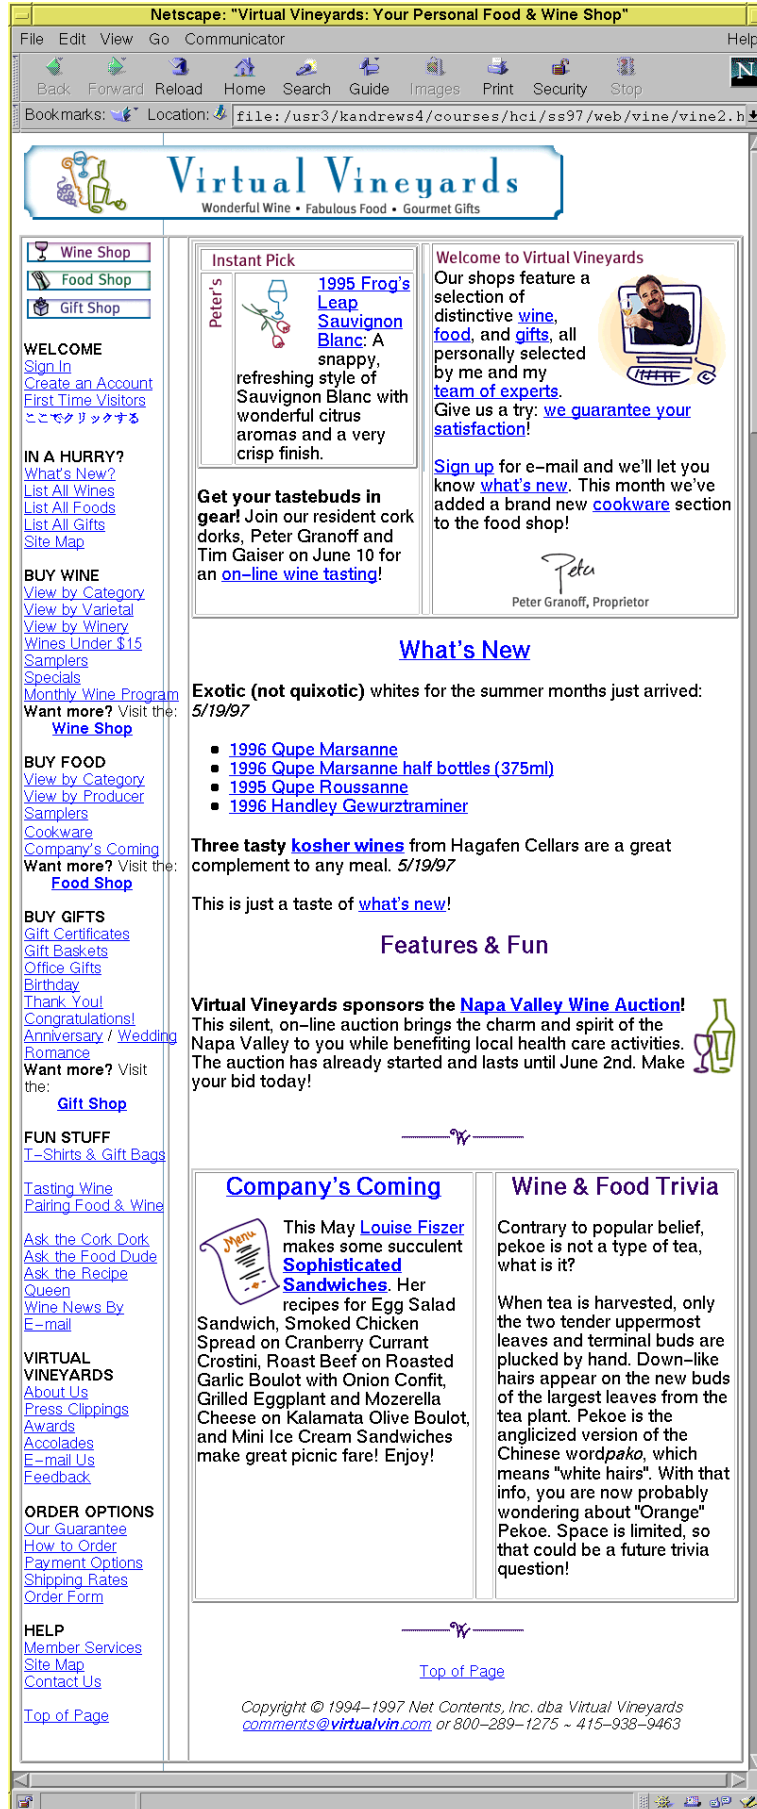 Netscape: "Virtual Vineyards: Your Personal Food & Wine Shop"
File Edit View Go Communicator Help
Back Forward Reload Home Search Guide Images Print Security Stop
N
Bookmarks: Location: file:/usr3/kandrews4/courses/hci/ss97/web/vine/vine2.h
Virtual Vineyards
Wonderful Wine • Fabulous Food • Gourmet Gifts
Wine Shop
Food Shop
Gift Shop
WELCOME
Sign In
Create an Account
First Time Visitors
ここでクリックする
IN A HURRY?
What's New?
List All Wines
List All Foods
List All Gifts
Site Map
BUY WINE
View by Category
View by Varietal
View by Winery
Wines Under $15
Samplers
Specials
Monthly Wine Program
Want more? Visit the:
Wine Shop
BUY FOOD
View by Category
View by Producer
Samplers
Cookware
Company's Coming
Want more? Visit the:
Food Shop
BUY GIFTS
Gift Certificates
Gift Baskets
Office Gifts
Birthday
Thank You!
Congratulations!
Anniversary / Wedding
Romance
Want more? Visit
the:
Gift Shop
FUN STUFF
T-Shirts & Gift Bags
Tasting Wine
Pairing Food & Wine
Ask the Cork Dork
Ask the Food Dude
Ask the Recipe
Queen
Wine News By
E-mail
VIRTUAL
VINEYARDS
About Us
Press Clippings
Awards
Accolades
E-mail Us
Feedback
ORDER OPTIONS
Our Guarantee
How to Order
Payment Options
Shipping Rates
Order Form
HELP
Member Services
Site Map
Contact Us
Top of Page
Instant Pick
Peter's
1995 Frog's
Leap
Sauvignon
Blanc: A
snappy,
refreshing style of
Sauvignon Blanc with
wonderful citrus
aromas and a very
crisp finish.
Get your tastebuds in
gear! Join our resident cork
dorks, Peter Granoff and
Tim Gaiser on June 10 for
an on-line wine tasting!
Welcome to Virtual Vineyards
Our shops feature a
selection of
distinctive wine,
food, and gifts, all
personally selected
by me and my
team of experts.
Give us a try: we guarantee your
satisfaction!
Sign up for e-mail and we'll let you
know what's new. This month we've
added a brand new cookware section
to the food shop!
Peter
Peter Granoff, Proprietor
What's New
Exotic (not quixotic) whites for the summer months just arrived:
5/19/97
1996 Qupe Marsanne
1996 Qupe Marsanne half bottles (375ml)
1995 Qupe Roussanne
1996 Handley Gewurztraminer
Three tasty kosher wines from Hagafen Cellars are a great
complement to any meal. 5/19/97
This is just a taste of what's new!
Features & Fun
Virtual Vineyards sponsors the Napa Valley Wine Auction!
This silent, on-line auction brings the charm and spirit of the
Napa Valley to you while benefiting local health care activities.
The auction has already started and lasts until June 2nd. Make
your bid today!
Company's Coming
Menu
This May Louise Fiszer
makes some succulent
Sophisticated
Sandwiches. Her
recipes for Egg Salad
Sandwich, Smoked Chicken
Spread on Cranberry Currant
Crostini, Roast Beef on Roasted
Garlic Boulot with Onion Confit,
Grilled Eggplant and Mozerella
Cheese on Kalamata Olive Boulot,
and Mini Ice Cream Sandwiches
make great picnic fare! Enjoy!
Wine & Food Trivia
Contrary to popular belief,
pekoe is not a type of tea,
what is it?
When tea is harvested, only
the two tender uppermost
leaves and terminal buds are
plucked by hand. Down-like
hairs appear on the new buds
of the largest leaves from the
tea plant. Pekoe is the
anglicized version of the
Chinese wordpako, which
means "white hairs". With that
info, you are now probably
wondering about "Orange"
Pekoe. Space is limited, so
that could be a future trivia
question!
Top of Page
Copyright © 1994-1997 Net Contents, Inc. dba Virtual Vineyards
comments@virtualvin.com or 800-289-1275 ~ 415-938-9463